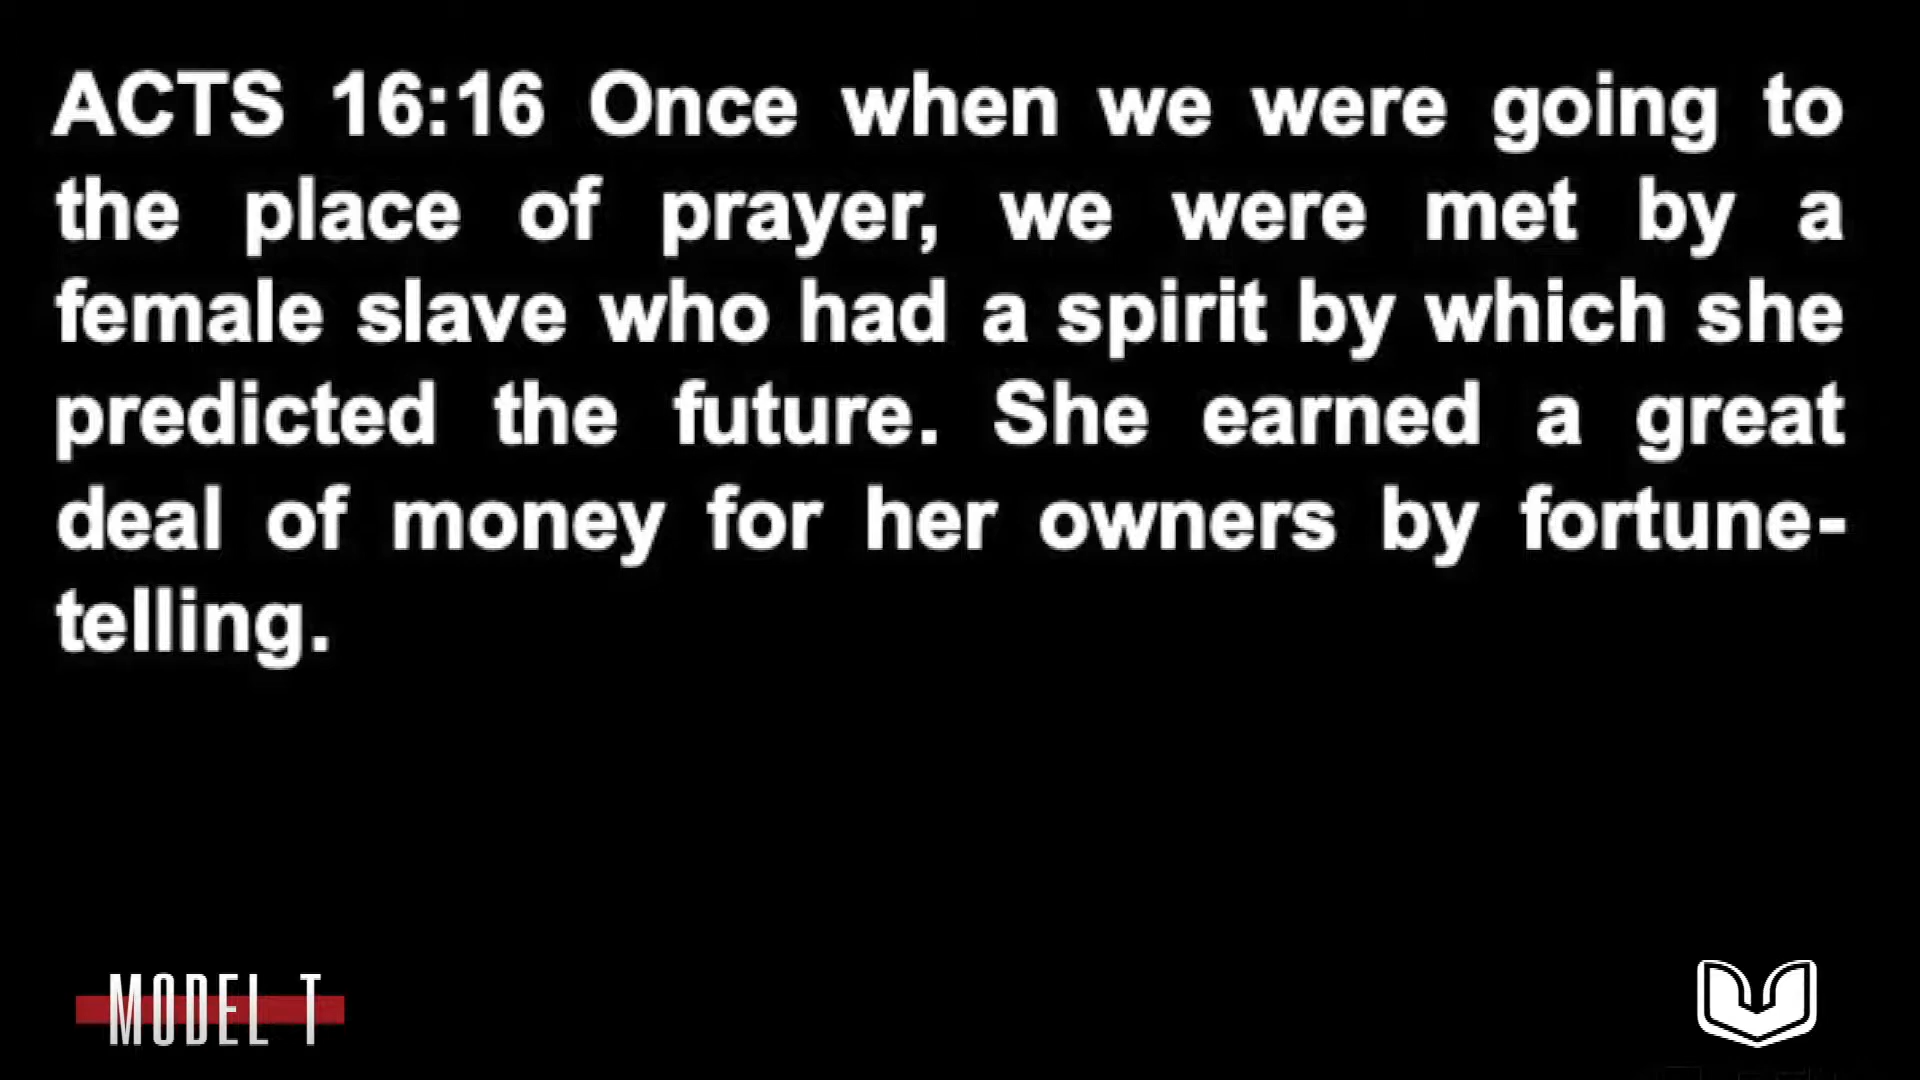 ACTS 16:16 Once when we were going to
the place of prayer, we were met by a
female slave who had a spirit by which she
predicted the future. She earned a great
deal of money for her owners by fortune-
telling.
MODEL T